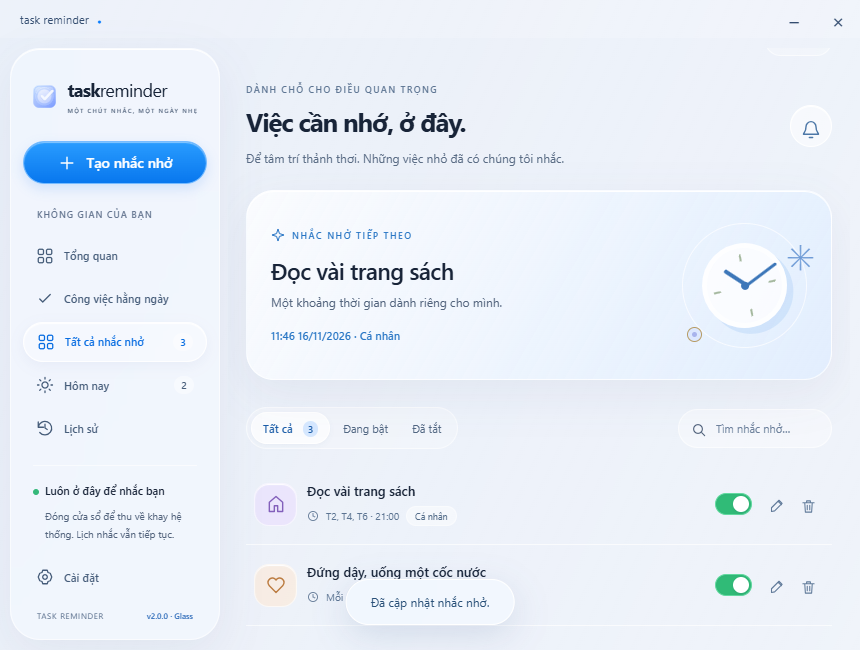 task reminder
taskreminder
MỘT CHÚT NHẮC, MỘT NGÀY NHẸ
Tạo nhắc nhở
KHÔNG GIAN CỦA BẠN
Tổng quan
Công việc hằng ngày
Tất cả nhắc nhở 3
Hôm nay 2
Lịch sử
Luôn ở đây để nhắc bạn
Đóng cửa sổ để thu về khay hệ
thống. Lịch nhắc vẫn tiếp tục.
Cài đặt
TASK REMINDER v2.0.0 · Glass
DÀNH CHỖ CHO ĐIỀU QUAN TRỌNG
Việc cần nhớ, ở đây.
Để tâm trí thảnh thơi. Những việc nhỏ đã có chúng tôi nhắc.
NHẮC NHỞ TIẾP THEO
Đọc vài trang sách
Một khoảng thời gian dành riêng cho mình.
11:46 16/11/2026 · Cá nhân
Tất cả 3 Đang bật Đã tắt
Tìm nhắc nhở...
Đọc vài trang sách
T2, T4, T6 · 21:00 Cá nhân
Đứng dậy, uống một cốc nước
Mỗi
Đã cập nhật nhắc nhở.